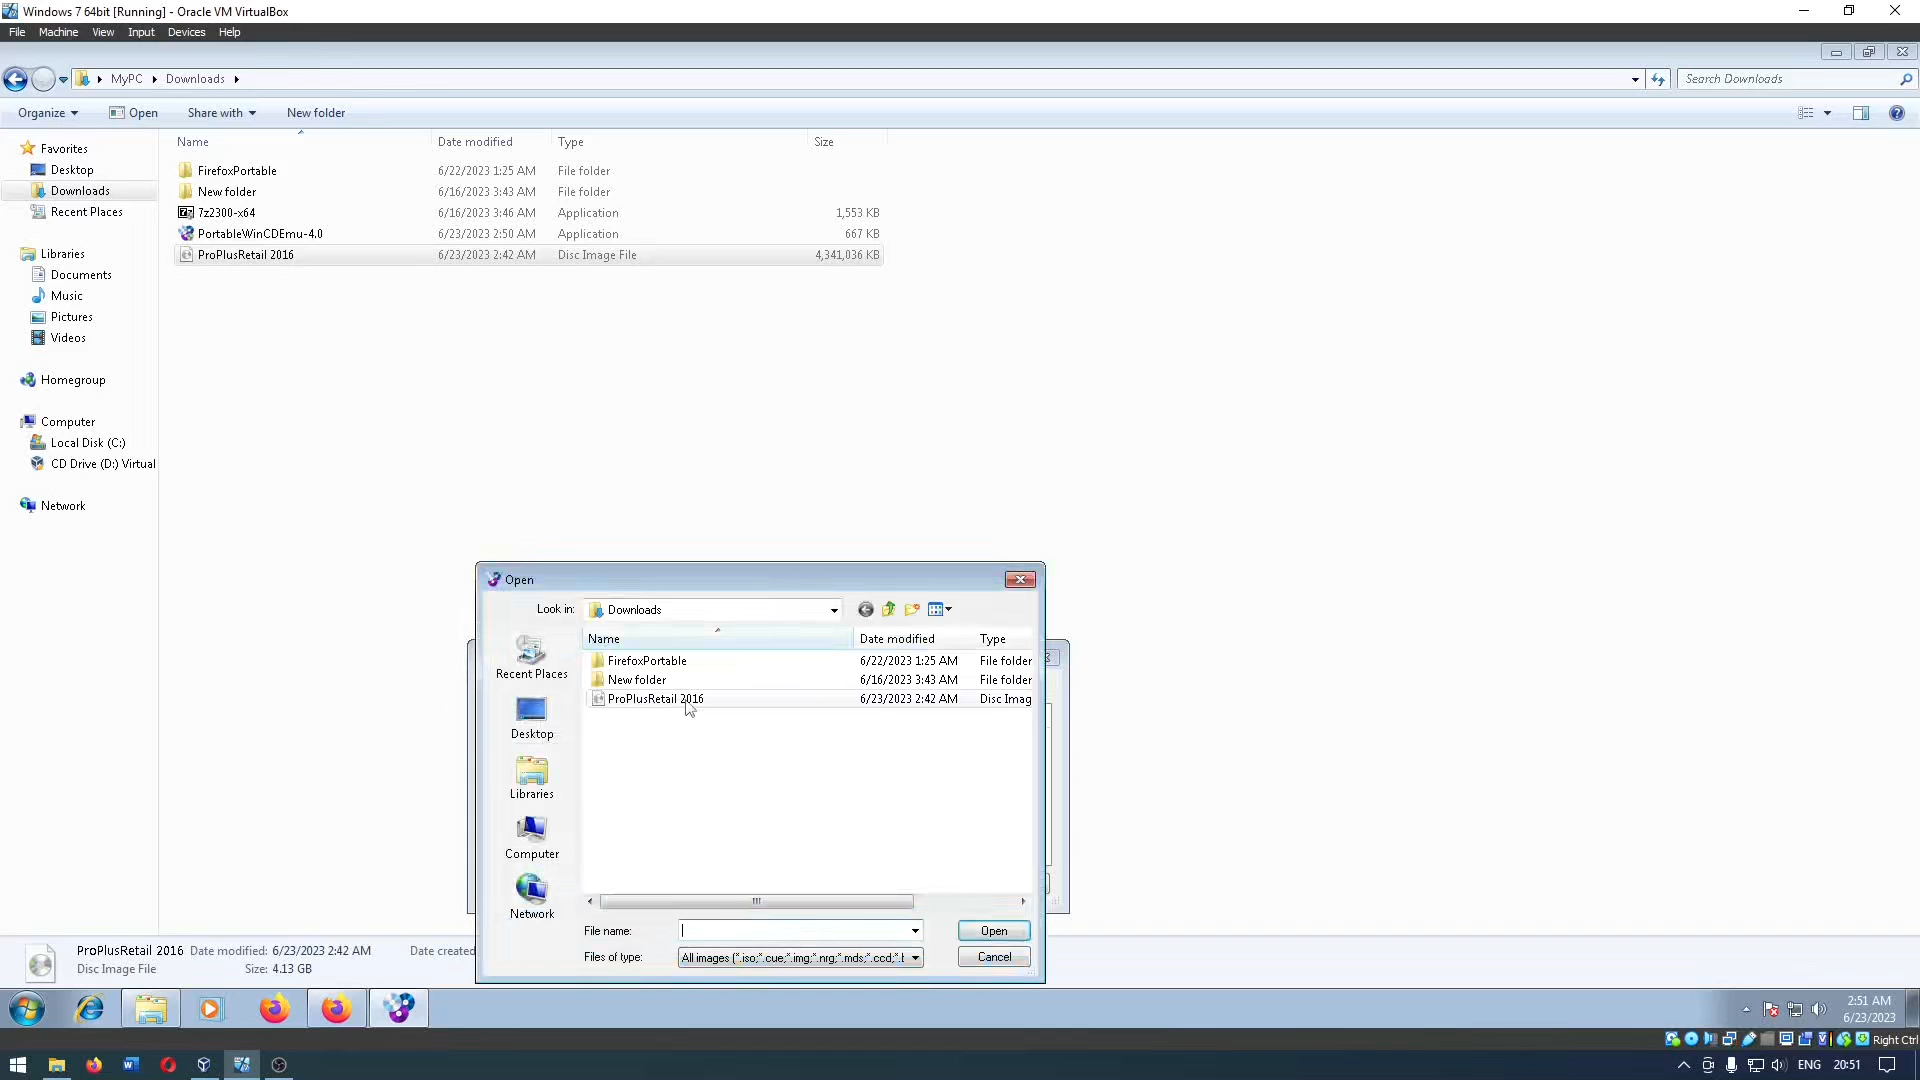 Windows 7 64bit [Running] - Oracle VM VirtualBox
File Machine View Input Devices Help
MyPC Downloads
Search Downloads
Organize Open Share with New folder
Name Date modified Type Size
Favorites
Desktop
Downloads
Recent Places
Libraries
Documents
Music
Pictures
Videos
Homegroup
Computer
Local Disk (C:)
CD Drive (D:) Virtual
Network
FirefoxPortable 6/22/2023 1:25 AM File folder
New folder 6/16/2023 3:43 AM File folder
7z2300-x64 6/16/2023 3:46 AM Application 1,553 KB
PortableWinCDEmu-4.0 6/23/2023 2:50 AM Application 667 KB
ProPlusRetail 2016 6/23/2023 2:42 AM Disc Image File 4,341,036 KB
Open
Look in: Downloads
Name Date modified Type
Recent Places
Desktop
Libraries
Computer
Network
FirefoxPortable 6/22/2023 1:25 AM File folder
New folder 6/16/2023 3:43 AM File folder
ProPlusRetail 2016 6/23/2023 2:42 AM Disc Imag
File name: Open
Files of type: All images (*.iso;*.cue;*.img;*.nrg;*.mds;*.ccd;*.t Cancel
ProPlusRetail 2016 Date modified: 6/23/2023 2:42 AM Date created
Disc Image File Size: 4.13 GB
2:51 AM
6/23/2023
Right Ctrl
ENG 20:51